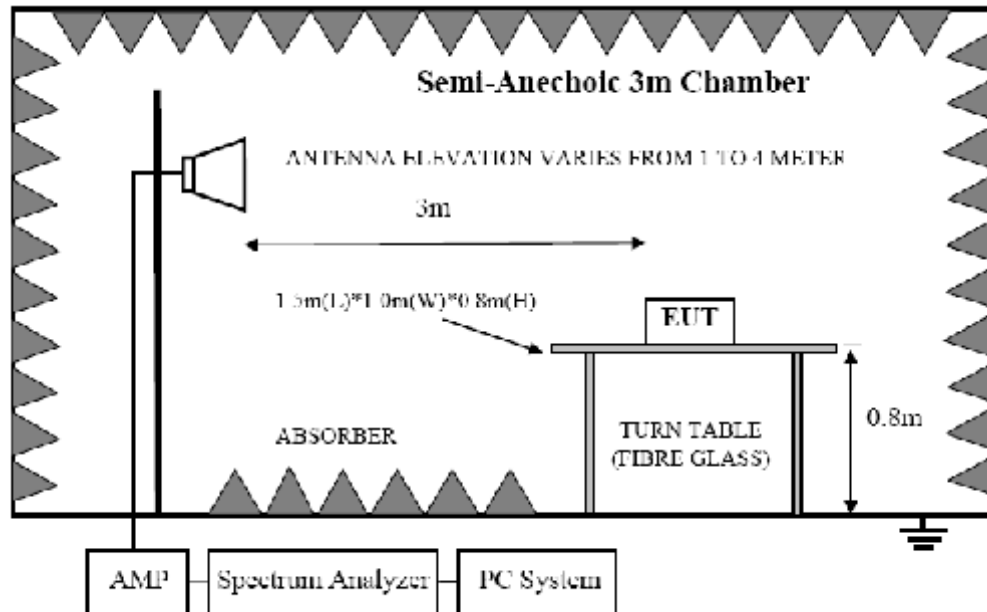 Semi-Anechoic 3m Chamber
ANTENNA ELEVATION VARIES FROM 1 TO 4 METER
3m
1.5m(L)*1.0m(W)*0.8m(H)
EUT
0.8m
ABSORBER
TURN TABLE
(FIBRE GLASS)
AMP
Spectrum Analyzer
PC System